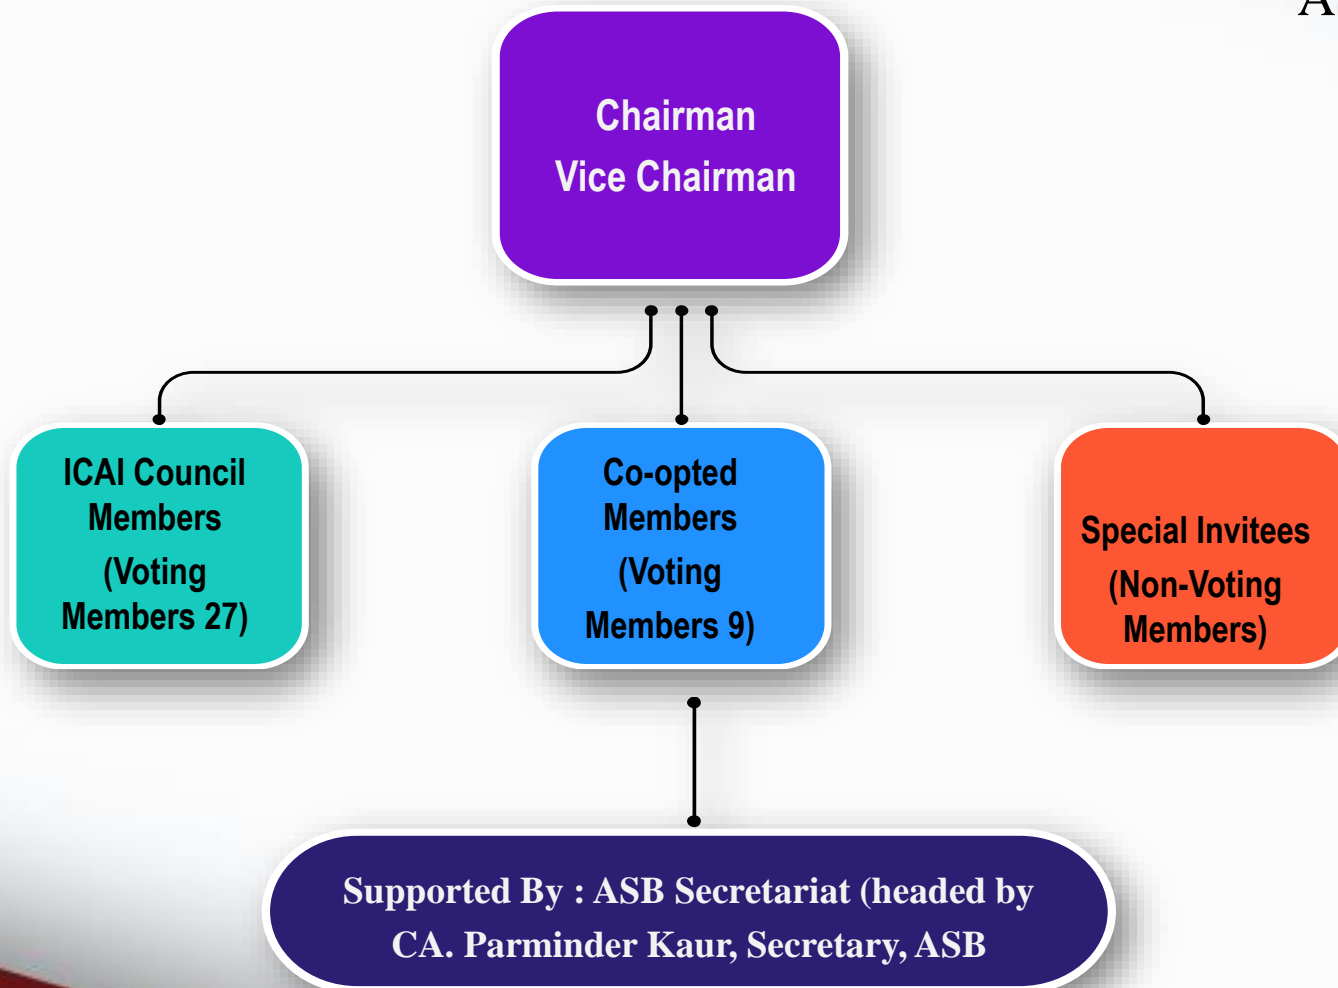 A
Chairman
Vice Chairman
ICAI Council
Members
(Voting
Members 27)
Co-opted
Members
(Voting
Members 9)
Special Invitees
(Non-Voting
Members)
Supported By : ASB Secretariat (headed by
CA. Parminder Kaur, Secretary, ASB